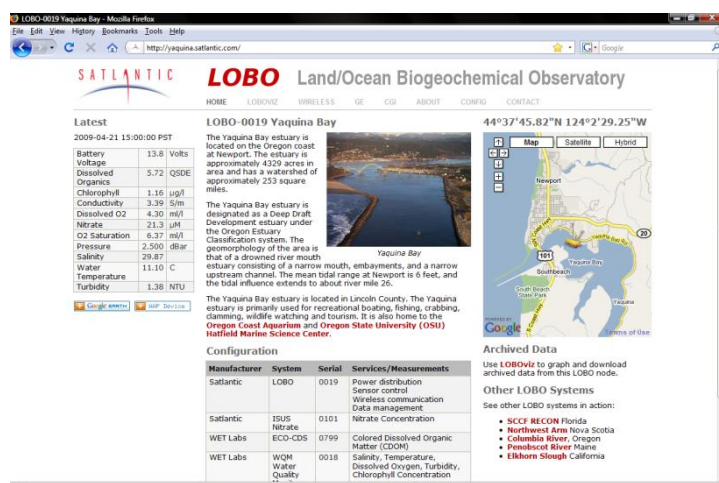 LOBO-0019 Yaquina Bay - Mozilla Firefox
File Edit View History Bookmarks Tools Help
http://yaquina.satlantic.com/
Google
SATLANTIC
LOBO Land/Ocean Biogeochemical Observatory
HOME LOBOVIZ WIRELESS GE CGI ABOUT CONFIG CONTACT
Latest
2009-04-21 15:00:00 PST
Battery Voltage 13.8 Volts
Dissolved Organics 5.72 QSDE
Chlorophyll 1.16 µg/l
Conductivity 3.39 S/m
Dissolved O2 4.30 ml/l
Nitrate 21.3 µM
O2 Saturation 6.37 ml/l
Pressure 2.500 dBar
Salinity 29.87
Water Temperature 11.10 C
Turbidity 1.38 NTU
Google EARTH
WAP Device
LOBO-0019 Yaquina Bay
The Yaquina Bay estuary is
located on the Oregon coast
at Newport. The estuary is
approximately 4329 acres in
area and has a watershed of
approximately 253 square
miles.
The Yaquina Bay estuary is
designated as a Deep Draft
Development estuary under
the Oregon Estuary
Classification system. The
geomorphology of the area is
that of a drowned river mouth
estuary consisting of a narrow mouth, embayments, and a narrow
upstream channel. The mean tidal range at Newport is 6 feet, and
the tidal influence extends to about river mile 26.
Yaquina Bay
The Yaquina Bay estuary is located in Lincoln County. The Yaquina
estuary is primarily used for recreational boating, fishing, crabbing,
clamming, wildlife watching and tourism. It is also home to the
Oregon Coast Aquarium and Oregon State University (OSU)
Hatfield Marine Science Center.
Configuration
Manufacturer System Serial Services/Measurements
Satlantic LOBO 0019 Power distribution
Sensor control
Wireless communication
Data management
Satlantic ISUS Nitrate 0101 Nitrate Concentration
WET Labs ECO-CDS 0799 Colored Dissolved Organic
Matter (CDOM)
WET Labs WQM Water Quality 0018 Salinity, Temperature,
Dissolved Oxygen, Turbidity,
Chlorophyll Concentration
44º37'45.82"N 124º2'29.25"W
Map Satellite Hybrid
Newport
20
101
Yaquina Bay Rd
Yaquina Bay
Southbeach
South Beach
State Park
Yaquina
POWERED BY
Google
Terms of Use
Archived Data
Use LOBOviz to graph and download
archived data from this LOBO node.
Other LOBO Systems
See other LOBO systems in action:
SCCF RECON Florida
Northwest Arm Nova Scotia
Columbia River, Oregon
Penobscot River Maine
Elkhorn Slough California